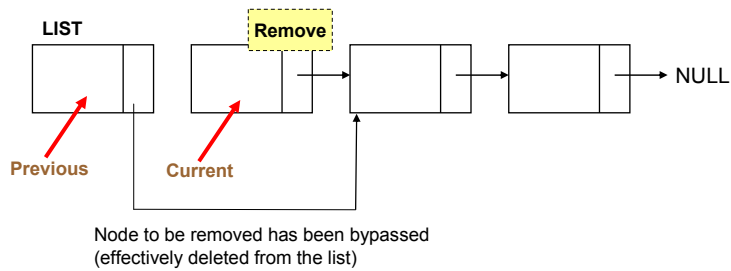 LIST
Remove
NULL
Previous
Current
Node to be removed has been bypassed
(effectively deleted from the list)